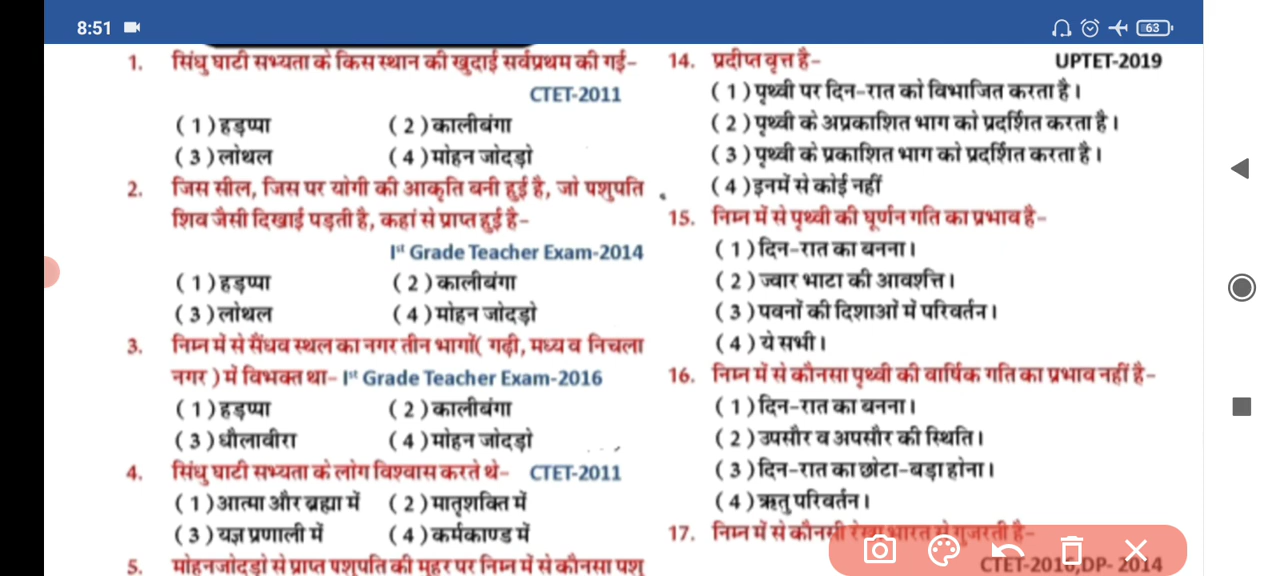 8:51
63
1. सिंधु घाटी सभ्यता के किस स्थान की खुदाई सर्वप्रथम की गई-
CTET-2011
(1) हड़प्पा (2) कालीबंगा
(3) लोथल (4) मोहन जोदड़ो
2. जिस सील, जिस पर योगी की आकृति बनी हुई है, जो पशुपति
शिव जैसी दिखाई पड़ती है, कहां से प्राप्त हुई है-
Ist Grade Teacher Exam-2014
(1) हड़प्पा (2) कालीबंगा
(3) लोथल (4) मोहन जोदड़ो
3. निम्न में से सैंधव स्थल का नगर तीन भागों( गढ़ी, मध्य व निचला
नगर ) में विभक्त था- Ist Grade Teacher Exam-2016
(1) हड़प्पा (2) कालीबंगा
(3) धौलावीरा (4) मोहन जोदड़ो
4. सिंधु घाटी सभ्यता के लोग विश्वास करते थे- CTET-2011
(1) आत्मा और ब्रह्मा में (2) मातृशक्ति में
(3) यज्ञ प्रणाली में (4) कर्मकाण्ड में
5. मोहनजोदड़ो से प्राप्त पशुपति की मुहर पर निम्न में से कौनसा पशु
14. प्रदीप्त वृत्त है- UPTET-2019
(1) पृथ्वी पर दिन-रात को विभाजित करता है।
(2) पृथ्वी के अप्रकाशित भाग को प्रदर्शित करता है।
(3) पृथ्वी के प्रकाशित भाग को प्रदर्शित करता है।
(4) इनमें से कोई नहीं
15. निम्न में से पृथ्वी की घूर्णन गति का प्रभाव है-
(1) दिन-रात का बनना।
(2) ज्वार भाटा की आवर्शत्ति।
(3) पवनों की दिशाओं में परिवर्तन।
(4) ये सभी।
16. निम्न में से कौनसा पृथ्वी की वार्षिक गति का प्रभाव नहीं है-
(1) दिन-रात का बनना।
(2) उपसौर व अपसौर की स्थिति।
(3) दिन-रात का छोटा-बड़ा होना।
(4) ऋतु परिवर्तन।
17. निम्न में से कौनसी रेखा भारत से गुजरती है-
CTET-2016,DP- 2014